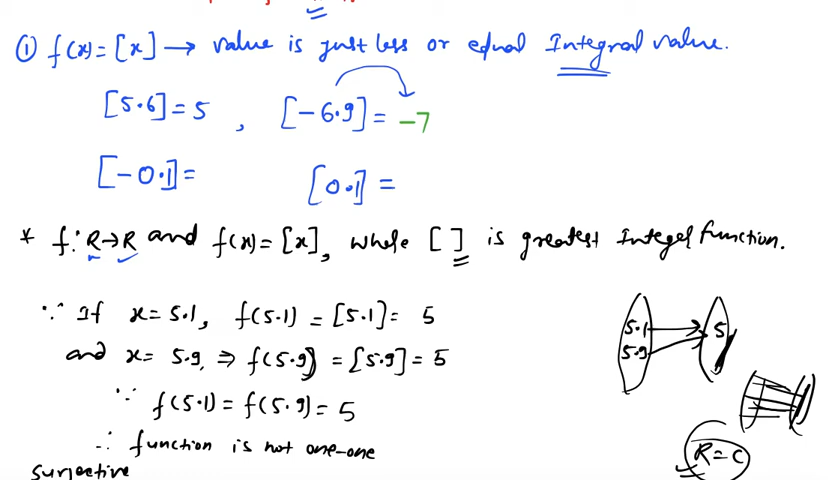 ① f(x) = [x] → value is just less or equal Integral value.
[5.6] = 5 , [-6.9] = -7
[-0.1] = [0.1] =
* f: R→R and f(x) = [x], where [ ] is greatest Integer function.
∵ If x = 5.1, f(5.1) = [5.1] = 5
and x = 5.9, ⇒ f(5.9) = [5.9] = 5
∵ f(5.1) = f(5.9) = 5
∴ function is not one-one
surjective
5.1 5
5.9
R = C